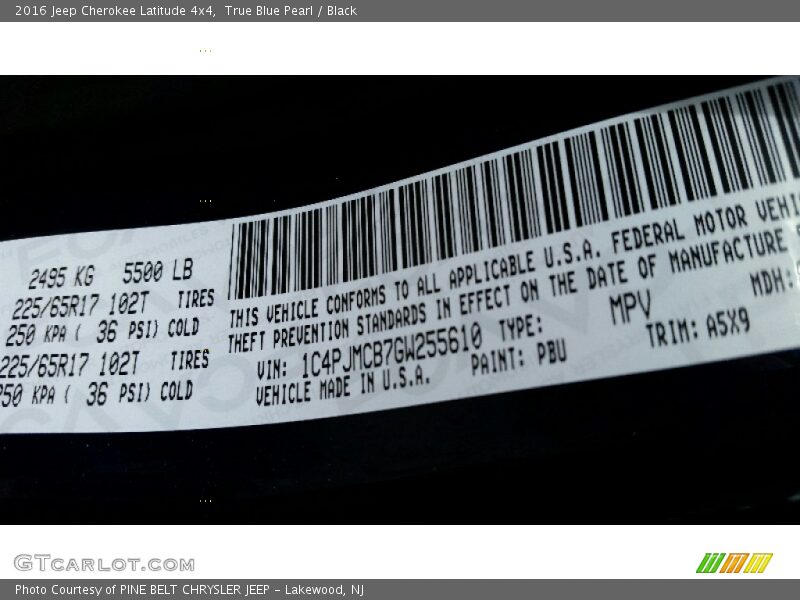 2016 Jeep Cherokee Latitude 4x4,  True Blue Pearl / Black
2495 KG 5500 LB
225/65R17 102T TIRES
250 KPA ( 36 PSI) COLD
225/65R17 102T TIRES
250 KPA ( 36 PSI) COLD
THIS VEHICLE CONFORMS TO ALL APPLICABLE U.S.A. FEDERAL MOTOR VEHI
THEFT PREVENTION STANDARDS IN EFFECT ON THE DATE OF MANUFACTURE
VIN: 1C4PJMCB7GW255610 TYPE: MPV MDH:
VEHICLE MADE IN U.S.A. PAINT: PBU TRIM: A5X9
GTcarlot.com
Photo Courtesy of PINE BELT CHRYSLER JEEP - Lakewood, NJ